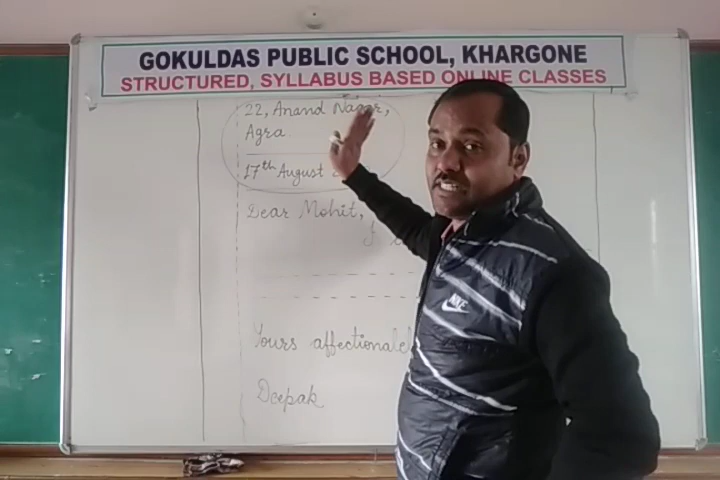 GOKULDAS PUBLIC SCHOOL, KHARGONE
STRUCTURED, SYLLABUS BASED ONLINE CLASSES
22, Anand Nagar,
Agra
17th August
Dear Mohit,
Yours
Deepak
NIKE